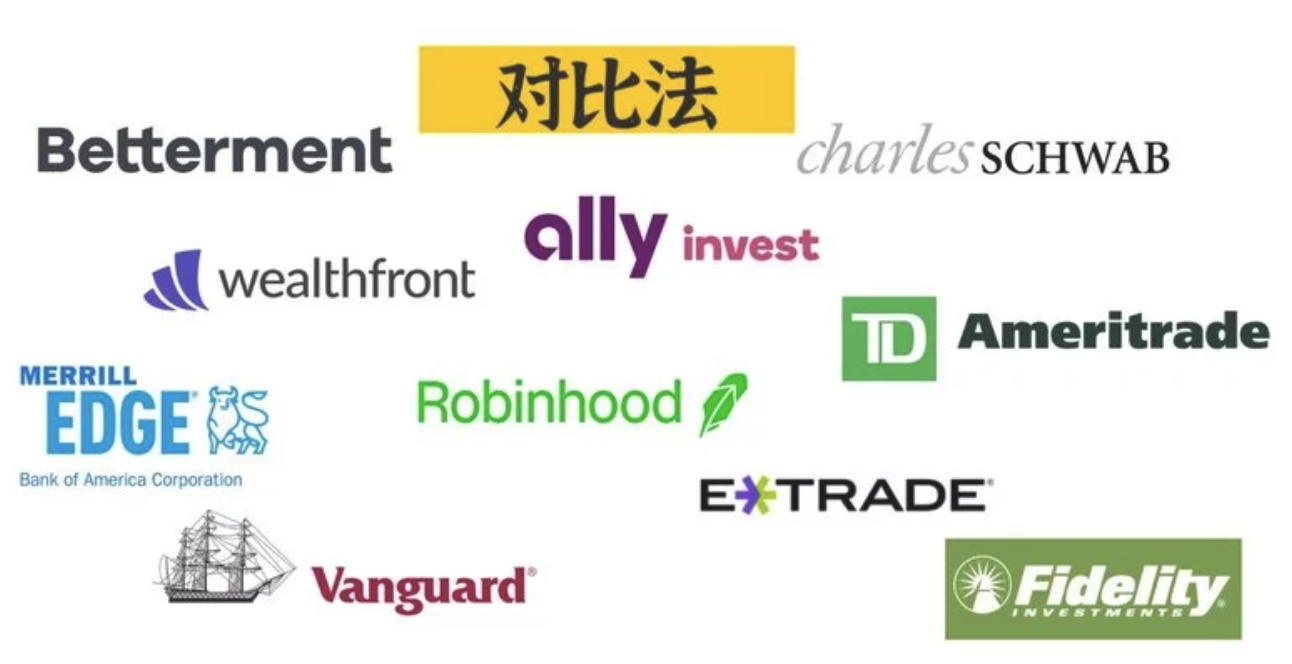 对比法
Betterment
charles SCHWAB
ally invest
wealthfront
TD Ameritrade
MERRILL
EDGE®
Bank of America Corporation
Robinhood
E*TRADE®
Vanguard®
Fidelity®
INVESTMENTS